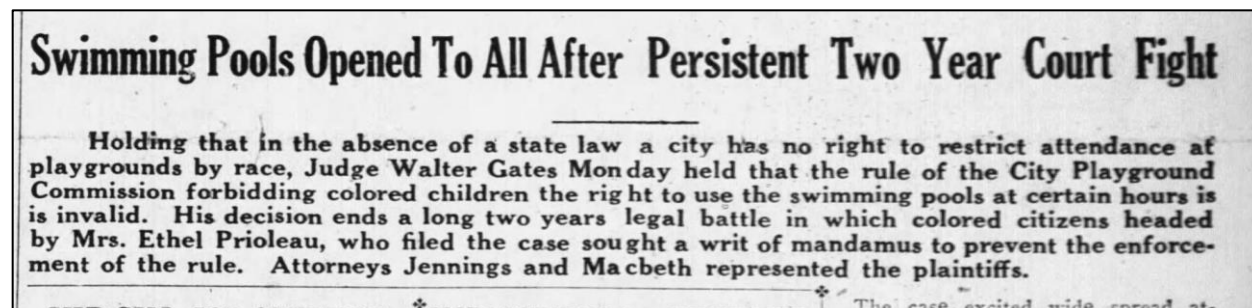 Swimming Pools Opened To All After Persistent Two Year Court Fight
Holding that in the absence of a state law a city has no right to restrict attendance at
playgrounds by race, Judge Walter Gates Monday held that the rule of the City Playground
Commission forbidding colored children the right to use the swimming pools at certain hours is
is invalid. His decision ends a long two years legal battle in which colored citizens headed
by Mrs. Ethel Prioleau, who filed the case sought a writ of mandamus to prevent the enforce-
ment of the rule. Attorneys Jennings and Macbeth represented the plaintiffs.
The case excited wide spread at-